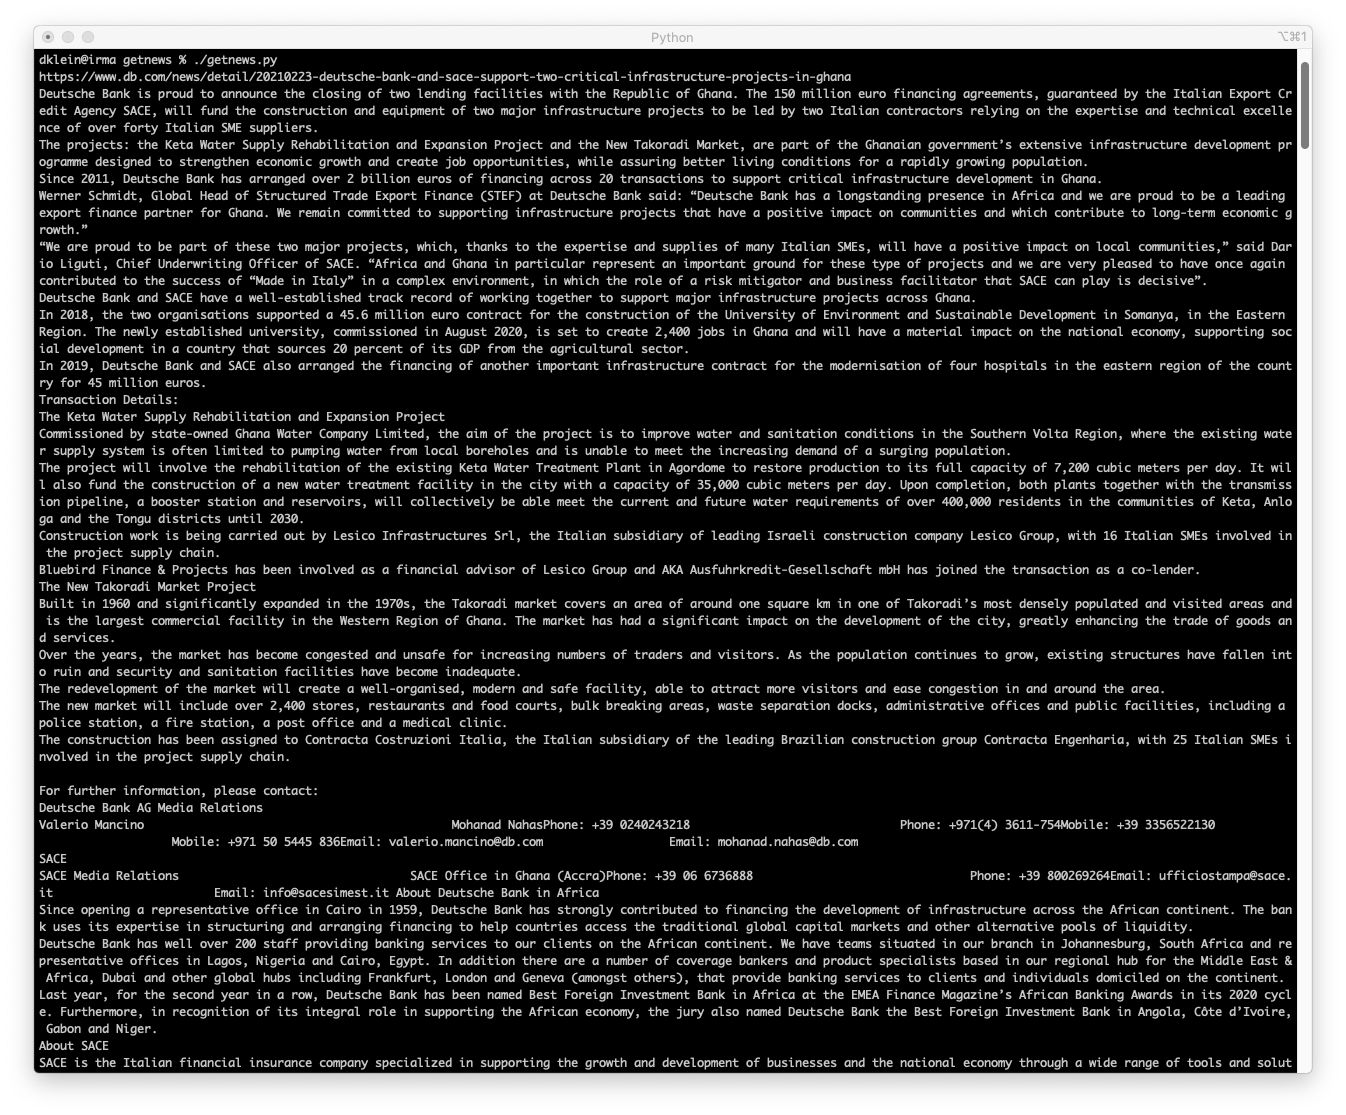 Python
⌥⌘1
dklein@irma getnews % ./getnews.py
https://www.db.com/news/detail/20210223-deutsche-bank-and-sace-support-two-critical-infrastructure-projects-in-ghana
Deutsche Bank is proud to announce the closing of two lending facilities with the Republic of Ghana. The 150 million euro financing agreements, guaranteed by the Italian Export Cr
edit Agency SACE, will fund the construction and equipment of two major infrastructure projects to be led by two Italian contractors relying on the expertise and technical excelle
nce of over forty Italian SME suppliers.
The projects: the Keta Water Supply Rehabilitation and Expansion Project and the New Takoradi Market, are part of the Ghanaian government’s extensive infrastructure development pr
ogramme designed to strengthen economic growth and create job opportunities, while assuring better living conditions for a rapidly growing population.
Since 2011, Deutsche Bank has arranged over 2 billion euros of financing across 20 transactions to support critical infrastructure development in Ghana.
Werner Schmidt, Global Head of Structured Trade Export Finance (STEF) at Deutsche Bank said: “Deutsche Bank has a longstanding presence in Africa and we are proud to be a leading
export finance partner for Ghana. We remain committed to supporting infrastructure projects that have a positive impact on communities and which contribute to long-term economic g
rowth.”
“We are proud to be part of these two major projects, which, thanks to the expertise and supplies of many Italian SMEs, will have a positive impact on local communities,” said Dar
io Liguti, Chief Underwriting Officer of SACE. “Africa and Ghana in particular represent an important ground for these type of projects and we are very pleased to have once again
contributed to the success of “Made in Italy” in a complex environment, in which the role of a risk mitigator and business facilitator that SACE can play is decisive”.
Deutsche Bank and SACE have a well-established track record of working together to support major infrastructure projects across Ghana.
In 2018, the two organisations supported a 45.6 million euro contract for the construction of the University of Environment and Sustainable Development in Somanya, in the Eastern
Region. The newly established university, commissioned in August 2020, is set to create 2,400 jobs in Ghana and will have a material impact on the national economy, supporting soc
ial development in a country that sources 20 percent of its GDP from the agricultural sector.
In 2019, Deutsche Bank and SACE also arranged the financing of another important infrastructure contract for the modernisation of four hospitals in the eastern region of the count
ry for 45 million euros.
Transaction Details:
The Keta Water Supply Rehabilitation and Expansion Project
Commissioned by state-owned Ghana Water Company Limited, the aim of the project is to improve water and sanitation conditions in the Southern Volta Region, where the existing wate
r supply system is often limited to pumping water from local boreholes and is unable to meet the increasing demand of a surging population.
The project will involve the rehabilitation of the existing Keta Water Treatment Plant in Agordome to restore production to its full capacity of 7,200 cubic meters per day. It wil
l also fund the construction of a new water treatment facility in the city with a capacity of 35,000 cubic meters per day. Upon completion, both plants together with the transmiss
ion pipeline, a booster station and reservoirs, will collectively be able meet the current and future water requirements of over 400,000 residents in the communities of Keta, Anlo
ga and the Tongu districts until 2030.
Construction work is being carried out by Lesico Infrastructures Srl, the Italian subsidiary of leading Israeli construction company Lesico Group, with 16 Italian SMEs involved in
the project supply chain.
Bluebird Finance & Projects has been involved as a financial advisor of Lesico Group and AKA Ausfuhrkredit-Gesellschaft mbH has joined the transaction as a co-lender.
The New Takoradi Market Project
Built in 1960 and significantly expanded in the 1970s, the Takoradi market covers an area of around one square km in one of Takoradi’s most densely populated and visited areas and
is the largest commercial facility in the Western Region of Ghana. The market has had a significant impact on the development of the city, greatly enhancing the trade of goods an
d services.
Over the years, the market has become congested and unsafe for increasing numbers of traders and visitors. As the population continues to grow, existing structures have fallen int
o ruin and security and sanitation facilities have become inadequate.
The redevelopment of the market will create a well-organised, modern and safe facility, able to attract more visitors and ease congestion in and around the area.
The new market will include over 2,400 stores, restaurants and food courts, bulk breaking areas, waste separation docks, administrative offices and public facilities, including a
police station, a fire station, a post office and a medical clinic.
The construction has been assigned to Contracta Costruzioni Italia, the Italian subsidiary of the leading Brazilian construction group Contracta Engenharia, with 25 Italian SMEs i
nvolved in the project supply chain.
For further information, please contact:
Deutsche Bank AG Media Relations
Valerio Mancino Mohanad NahasPhone: +39 0240243218 Phone: +971(4) 3611-754Mobile: +39 3356522130
Mobile: +971 50 5445 836Email: valerio.mancino@db.com Email: mohanad.nahas@db.com
SACE
SACE Media Relations SACE Office in Ghana (Accra)Phone: +39 06 6736888 Phone: +39 800269264Email: ufficiostampa@sace.
it Email: info@sacesimest.it About Deutsche Bank in Africa
Since opening a representative office in Cairo in 1959, Deutsche Bank has strongly contributed to financing the development of infrastructure across the African continent. The ban
k uses its expertise in structuring and arranging financing to help countries access the traditional global capital markets and other alternative pools of liquidity.
Deutsche Bank has well over 200 staff providing banking services to our clients on the African continent. We have teams situated in our branch in Johannesburg, South Africa and re
presentative offices in Lagos, Nigeria and Cairo, Egypt. In addition there are a number of coverage bankers and product specialists based in our regional hub for the Middle East &
Africa, Dubai and other global hubs including Frankfurt, London and Geneva (amongst others), that provide banking services to clients and individuals domiciled on the continent.
Last year, for the second year in a row, Deutsche Bank has been named Best Foreign Investment Bank in Africa at the EMEA Finance Magazine’s African Banking Awards in its 2020 cycl
e. Furthermore, in recognition of its integral role in supporting the African economy, the jury also named Deutsche Bank the Best Foreign Investment Bank in Angola, Côte d’Ivoire,
Gabon and Niger.
About SACE
SACE is the Italian financial insurance company specialized in supporting the growth and development of businesses and the national economy through a wide range of tools and solut